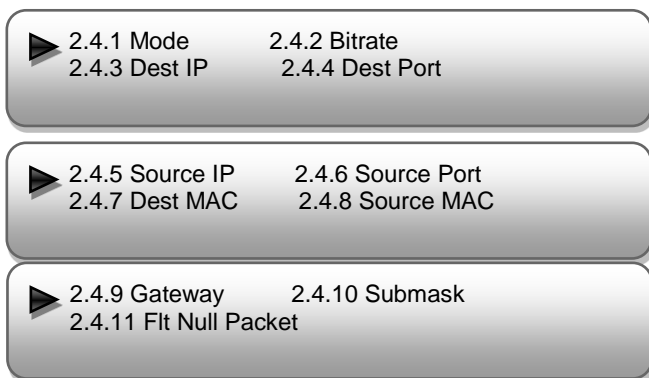 2.4.1 Mode 2.4.2 Bitrate
2.4.3 Dest IP 2.4.4 Dest Port
2.4.5 Source IP 2.4.6 Source Port
2.4.7 Dest MAC 2.4.8 Source MAC
2.4.9 Gateway 2.4.10 Submask
2.4.11 Flt Null Packet